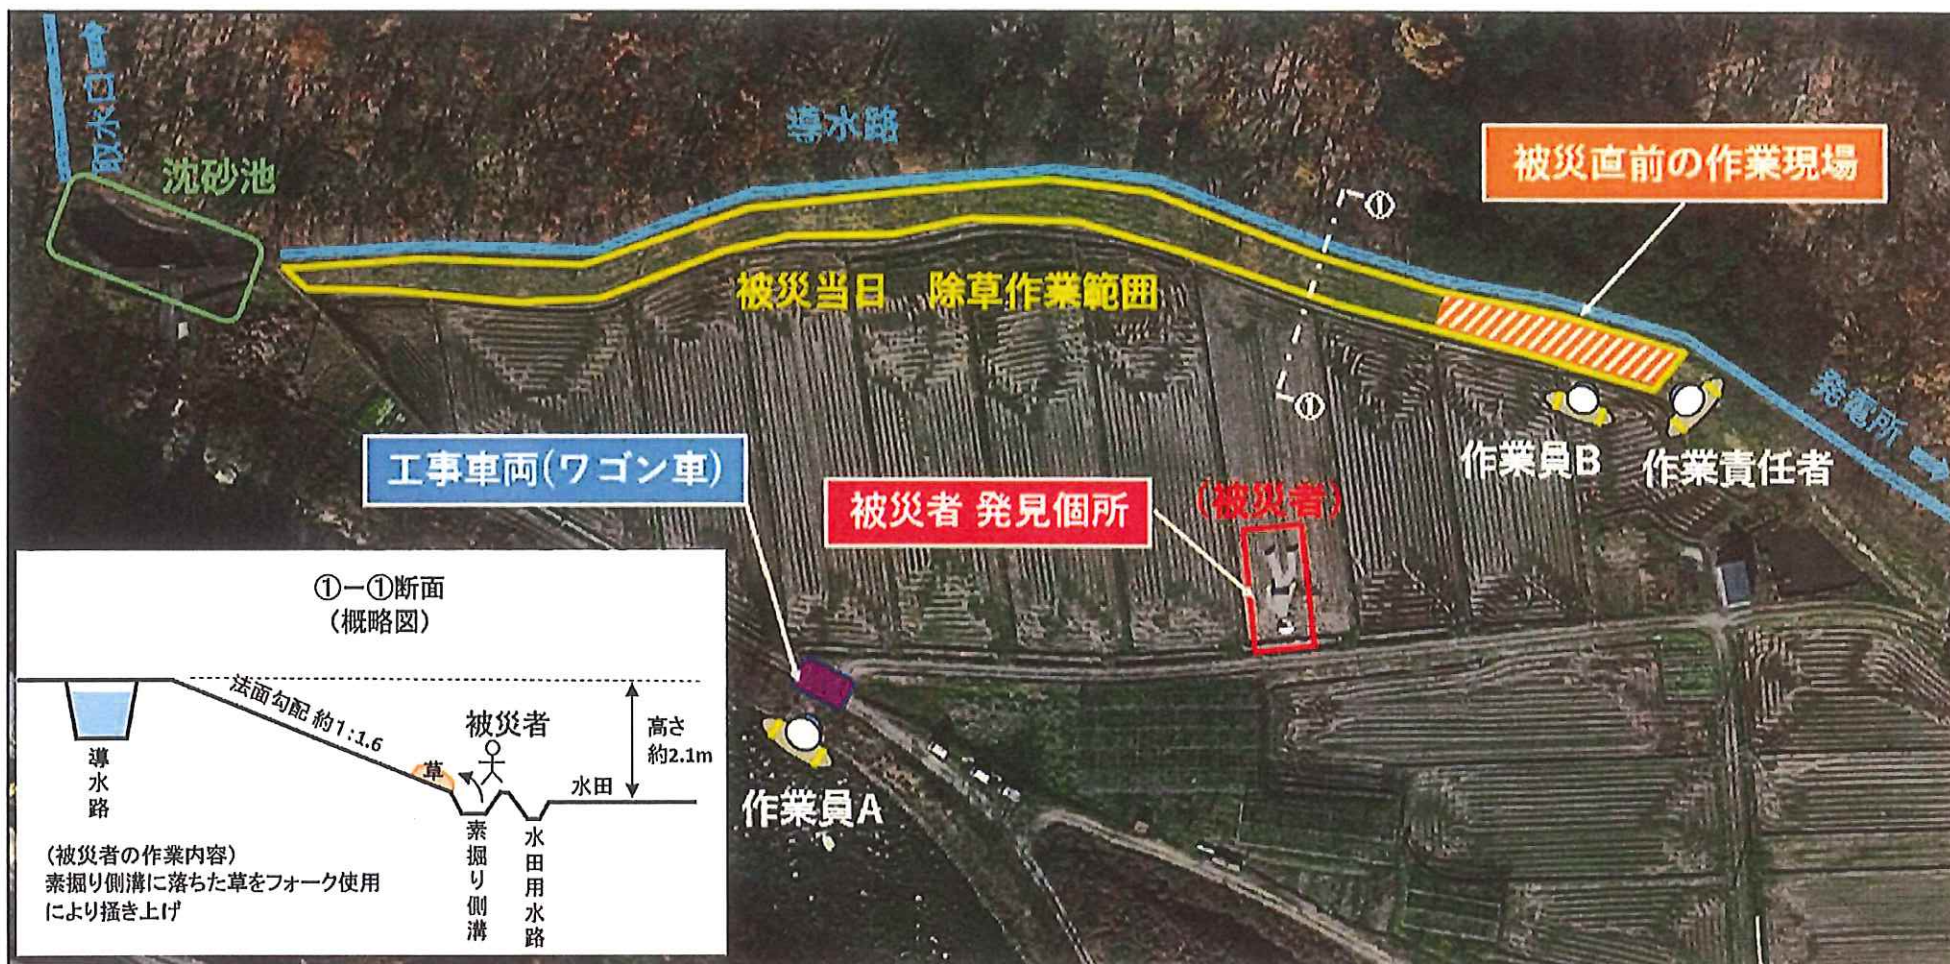 取水口
沈砂池
導水路
被災直前の作業現場
①
被災当日 除草作業範囲
①
発電所
作業員B
作業責任者
工事車両(ワゴン車)
被災者 発見個所
(被災者)
作業員A
①－①断面
(概略図)
法面勾配 約1:1.6
被災者
高さ
約2.1m
草
水田
導水路
素掘り側溝
水田用水路
(被災者の作業内容)
素掘り側溝に落ちた草をフォーク使用
により掻き上げ